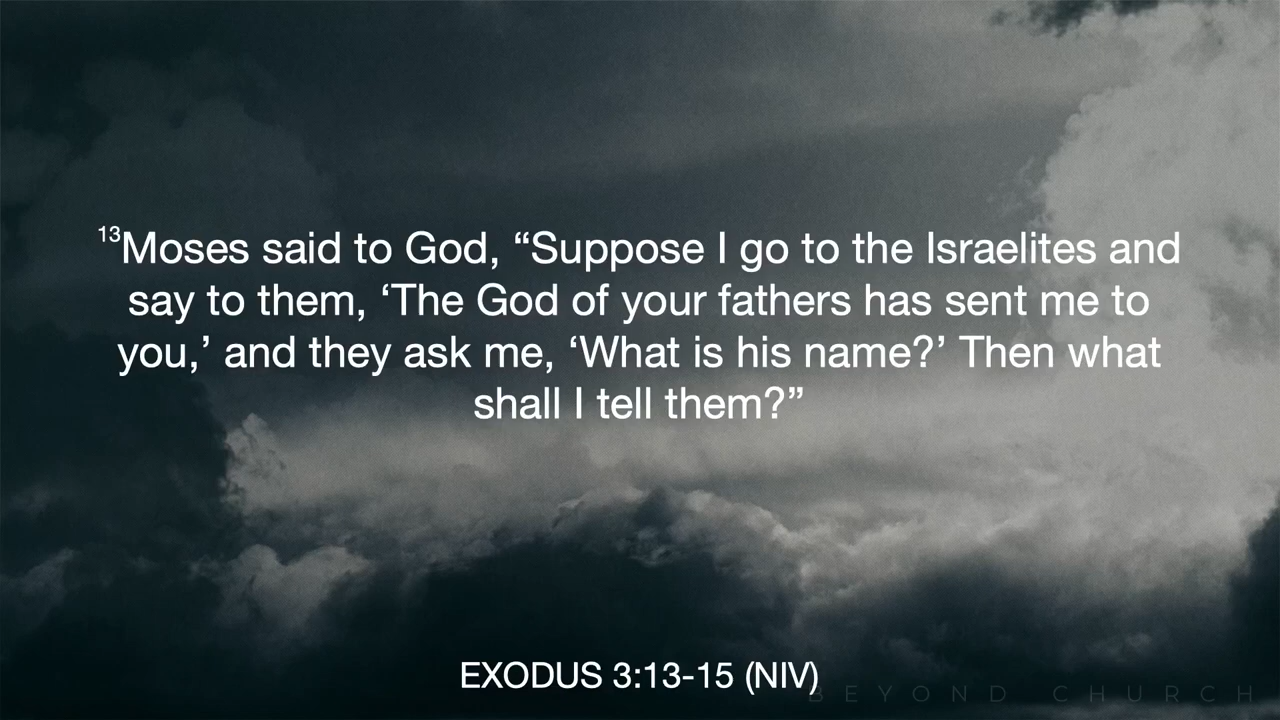 ¹³Moses said to God, “Suppose I go to the Israelites and
say to them, ‘The God of your fathers has sent me to
you,’ and they ask me, ‘What is his name?’ Then what
shall I tell them?”
EXODUS 3:13-15 (NIV)
BEYOND CHURCH